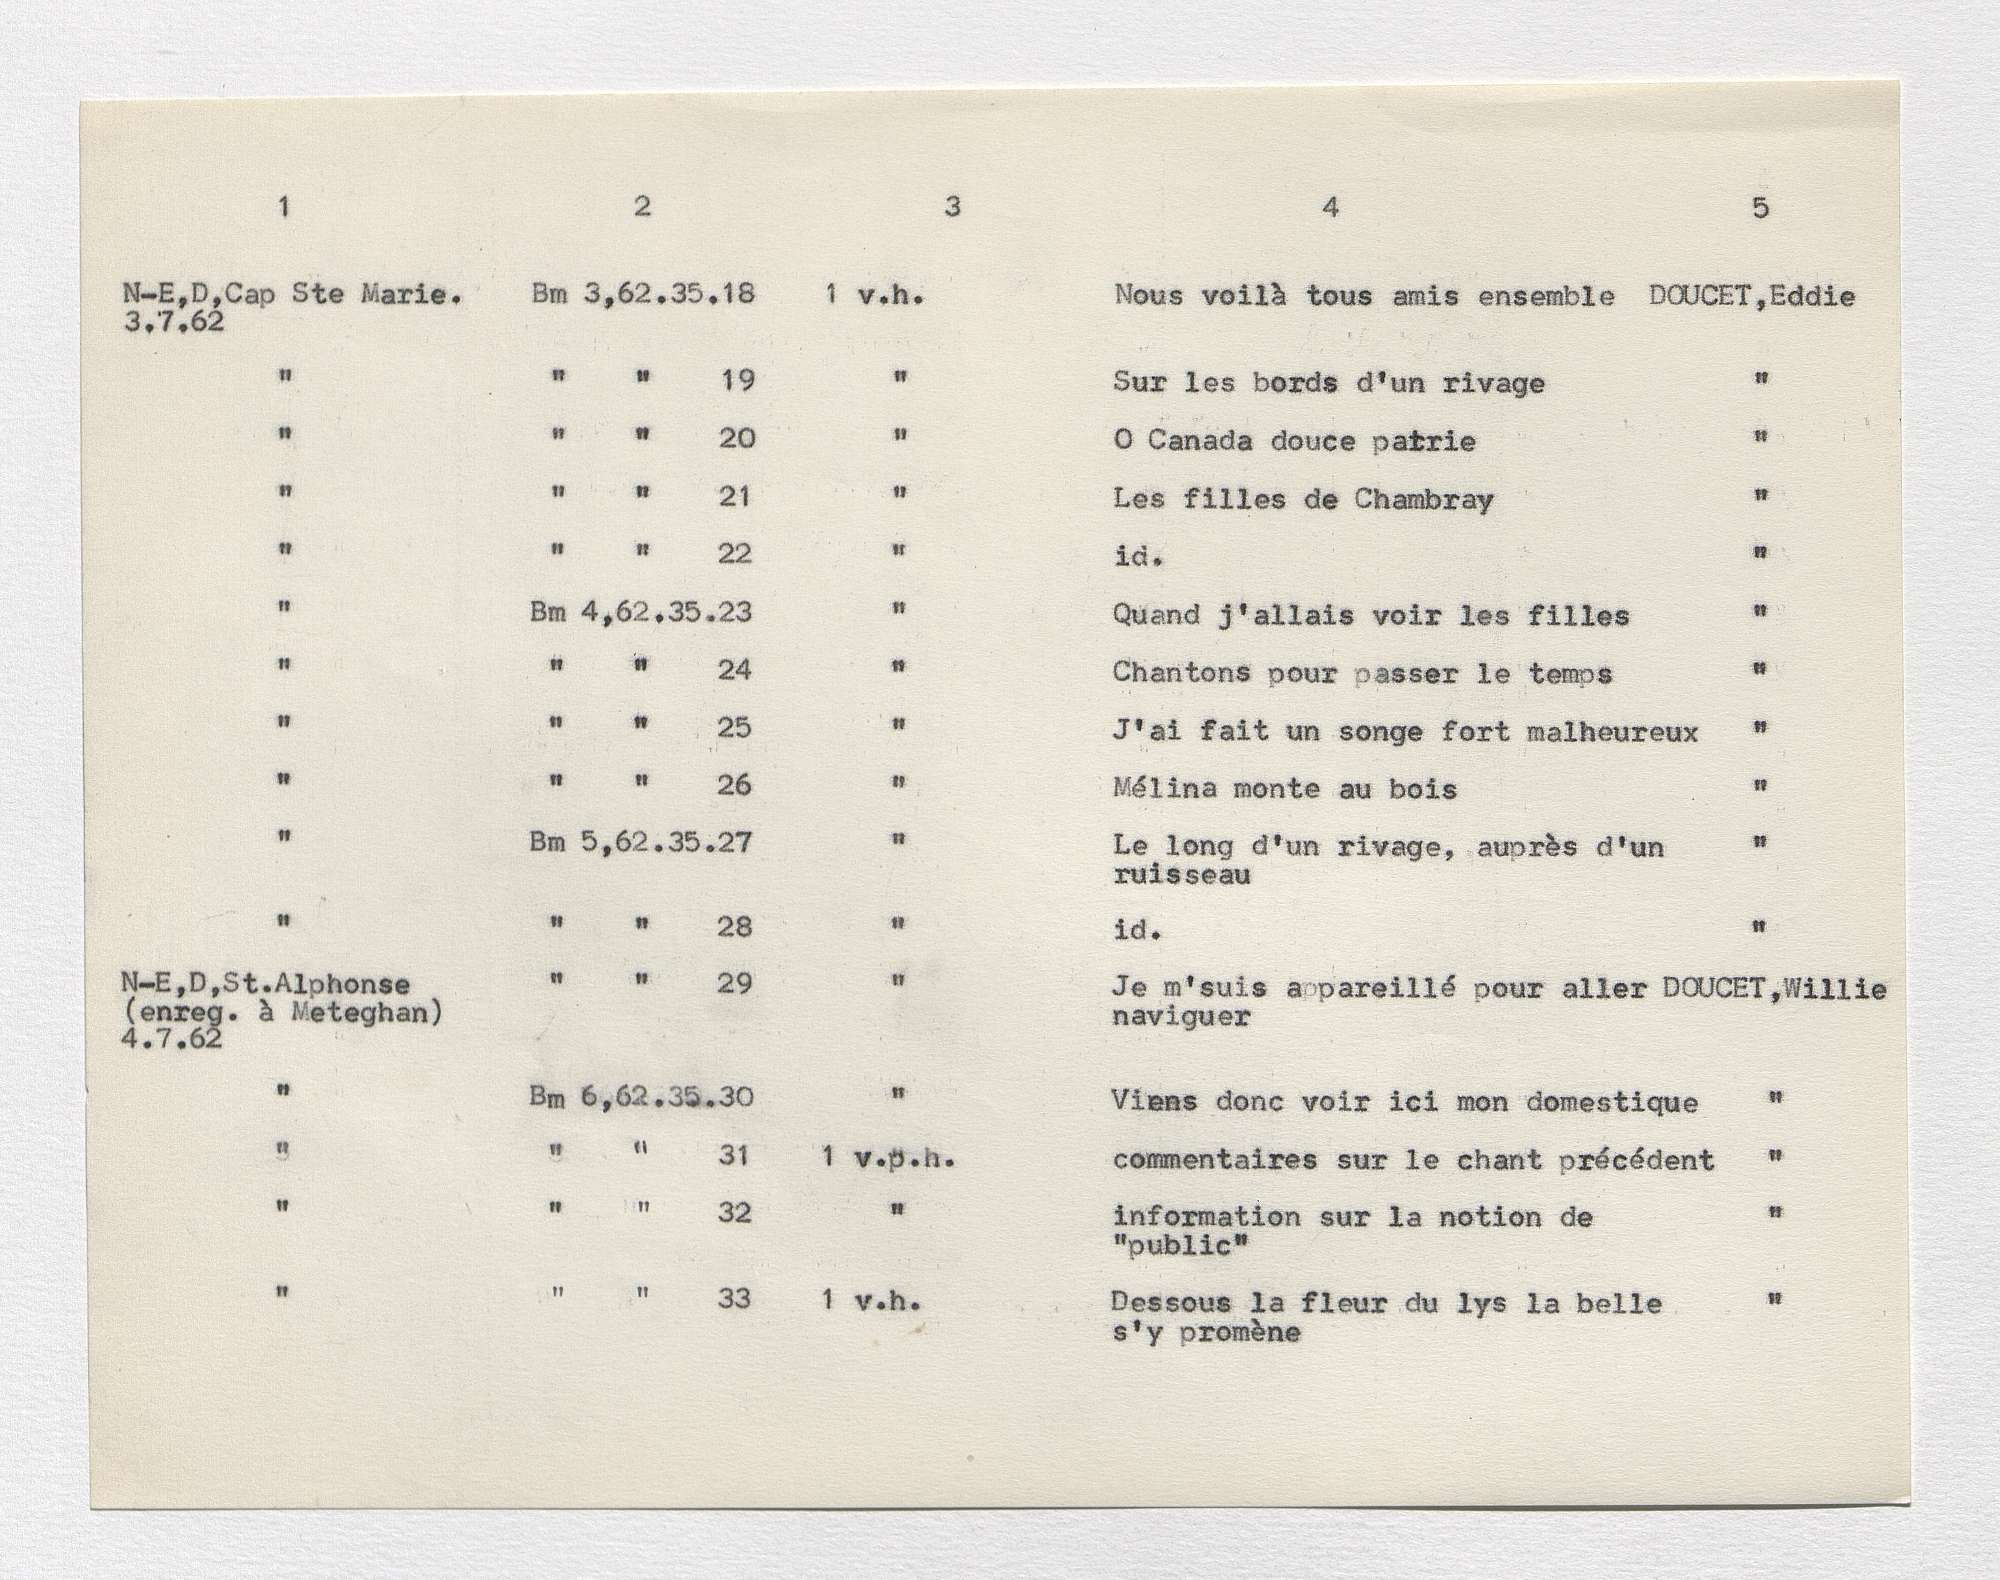 1 2 3 4 5
N-E,D,Cap Ste Marie. Bm 3,62.35.18 1 v.h. Nous voilà tous amis ensemble DOUCET,Eddie
3.7.62
" " " 19 " Sur les bords d'un rivage "
" " " 20 " O Canada douce patrie "
" " " 21 " Les filles de Chambray "
" " " 22 " id. "
" Bm 4,62.35.23 " Quand j'allais voir les filles "
" " " 24 " Chantons pour passer le temps "
" " " 25 " J'ai fait un songe fort malheureux "
" " " 26 " Mélina monte au bois "
" Bm 5,62.35.27 " Le long d'un rivage, auprès d'un "
ruisseau
" " " 28 " id. "
N-E,D,St.Alphonse " " 29 " Je m'suis appareillé pour aller DOUCET,Willie
(enreg. à Meteghan) naviguer
4.7.62
" Bm 6,62.35.30 " Viens donc voir ici mon domestique "
" " " 31 1 v.p.h. commentaires sur le chant précédent "
" " " 32 " information sur la notion de "
"public"
" " " 33 1 v.h. Dessous la fleur du lys la belle "
s'y promène